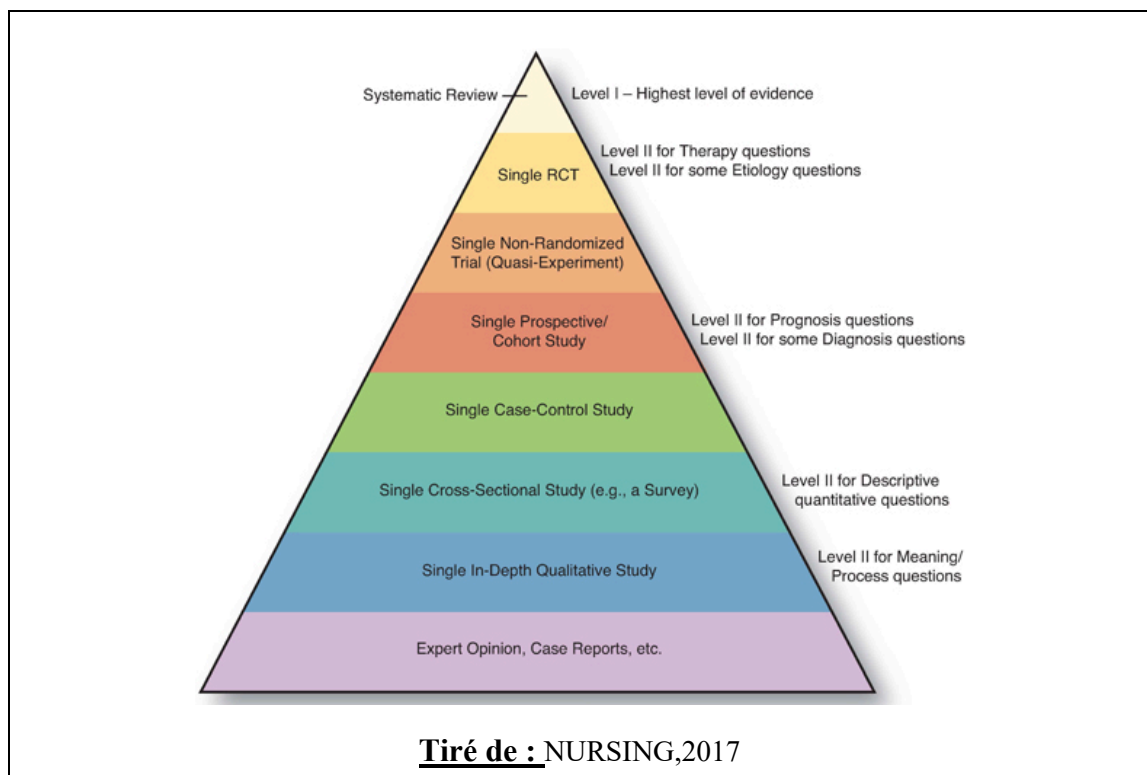 Systematic Review
Level I – Highest level of evidence
Level II for Therapy questions
Level II for some Etiology questions
Single RCT
Single Non-Randomized
Trial (Quasi-Experiment)
Single Prospective/
Cohort Study
Level II for Prognosis questions
Level II for some Diagnosis questions
Single Case-Control Study
Single Cross-Sectional Study (e.g., a Survey)
Level II for Descriptive
quantitative questions
Single In-Depth Qualitative Study
Level II for Meaning/
Process questions
Expert Opinion, Case Reports, etc.
Tiré de : NURSING,2017